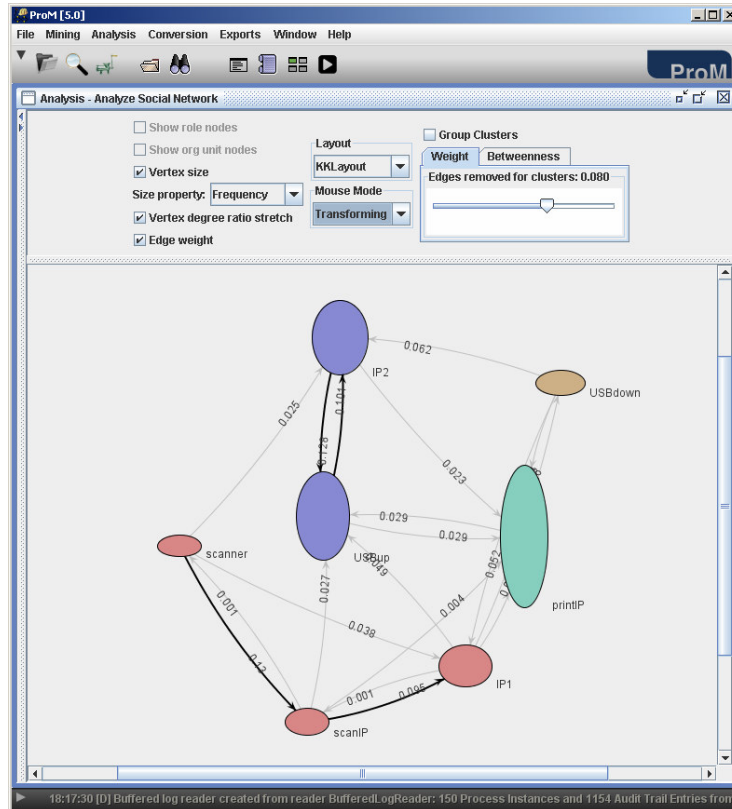 ProM [5.0]
File Mining Analysis Conversion Exports Window Help
ProM
Analysis - Analyze Social Network
Show role nodes
Show org unit nodes
Vertex size
Size property: Frequency
Vertex degree ratio stretch
Edge weight
Layout
KKLayout
Mouse Mode
Transforming
Group Clusters
Weight Betweenness
Edges removed for clusters: 0.080
0.062
IP2
USBdown
0.101
0.025
0.128
0.023
0.029
0.029
scanner
USBup
0.049
0.052
0.027
0.001
0.004
printIP
0.038
0.13
IP1
0.001
0.095
scanIP
18:17:30 [D] Buffered log reader created from reader BufferedLogReader: 150 Process Instances and 1154 Audit Trail Entries from